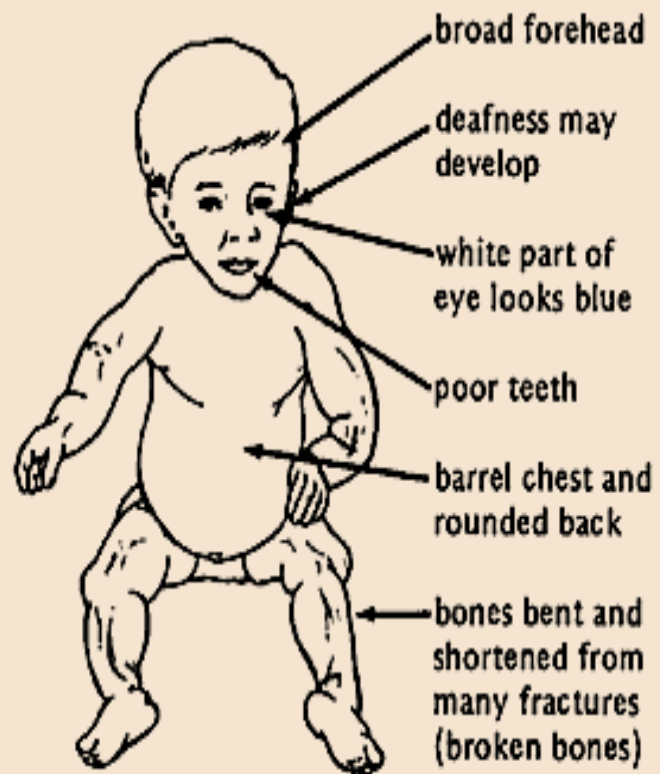 broad forehead
deafness may
develop
white part of
eye looks blue
poor teeth
barrel chest and
rounded back
bones bent and
shortened from
many fractures
(broken bones)